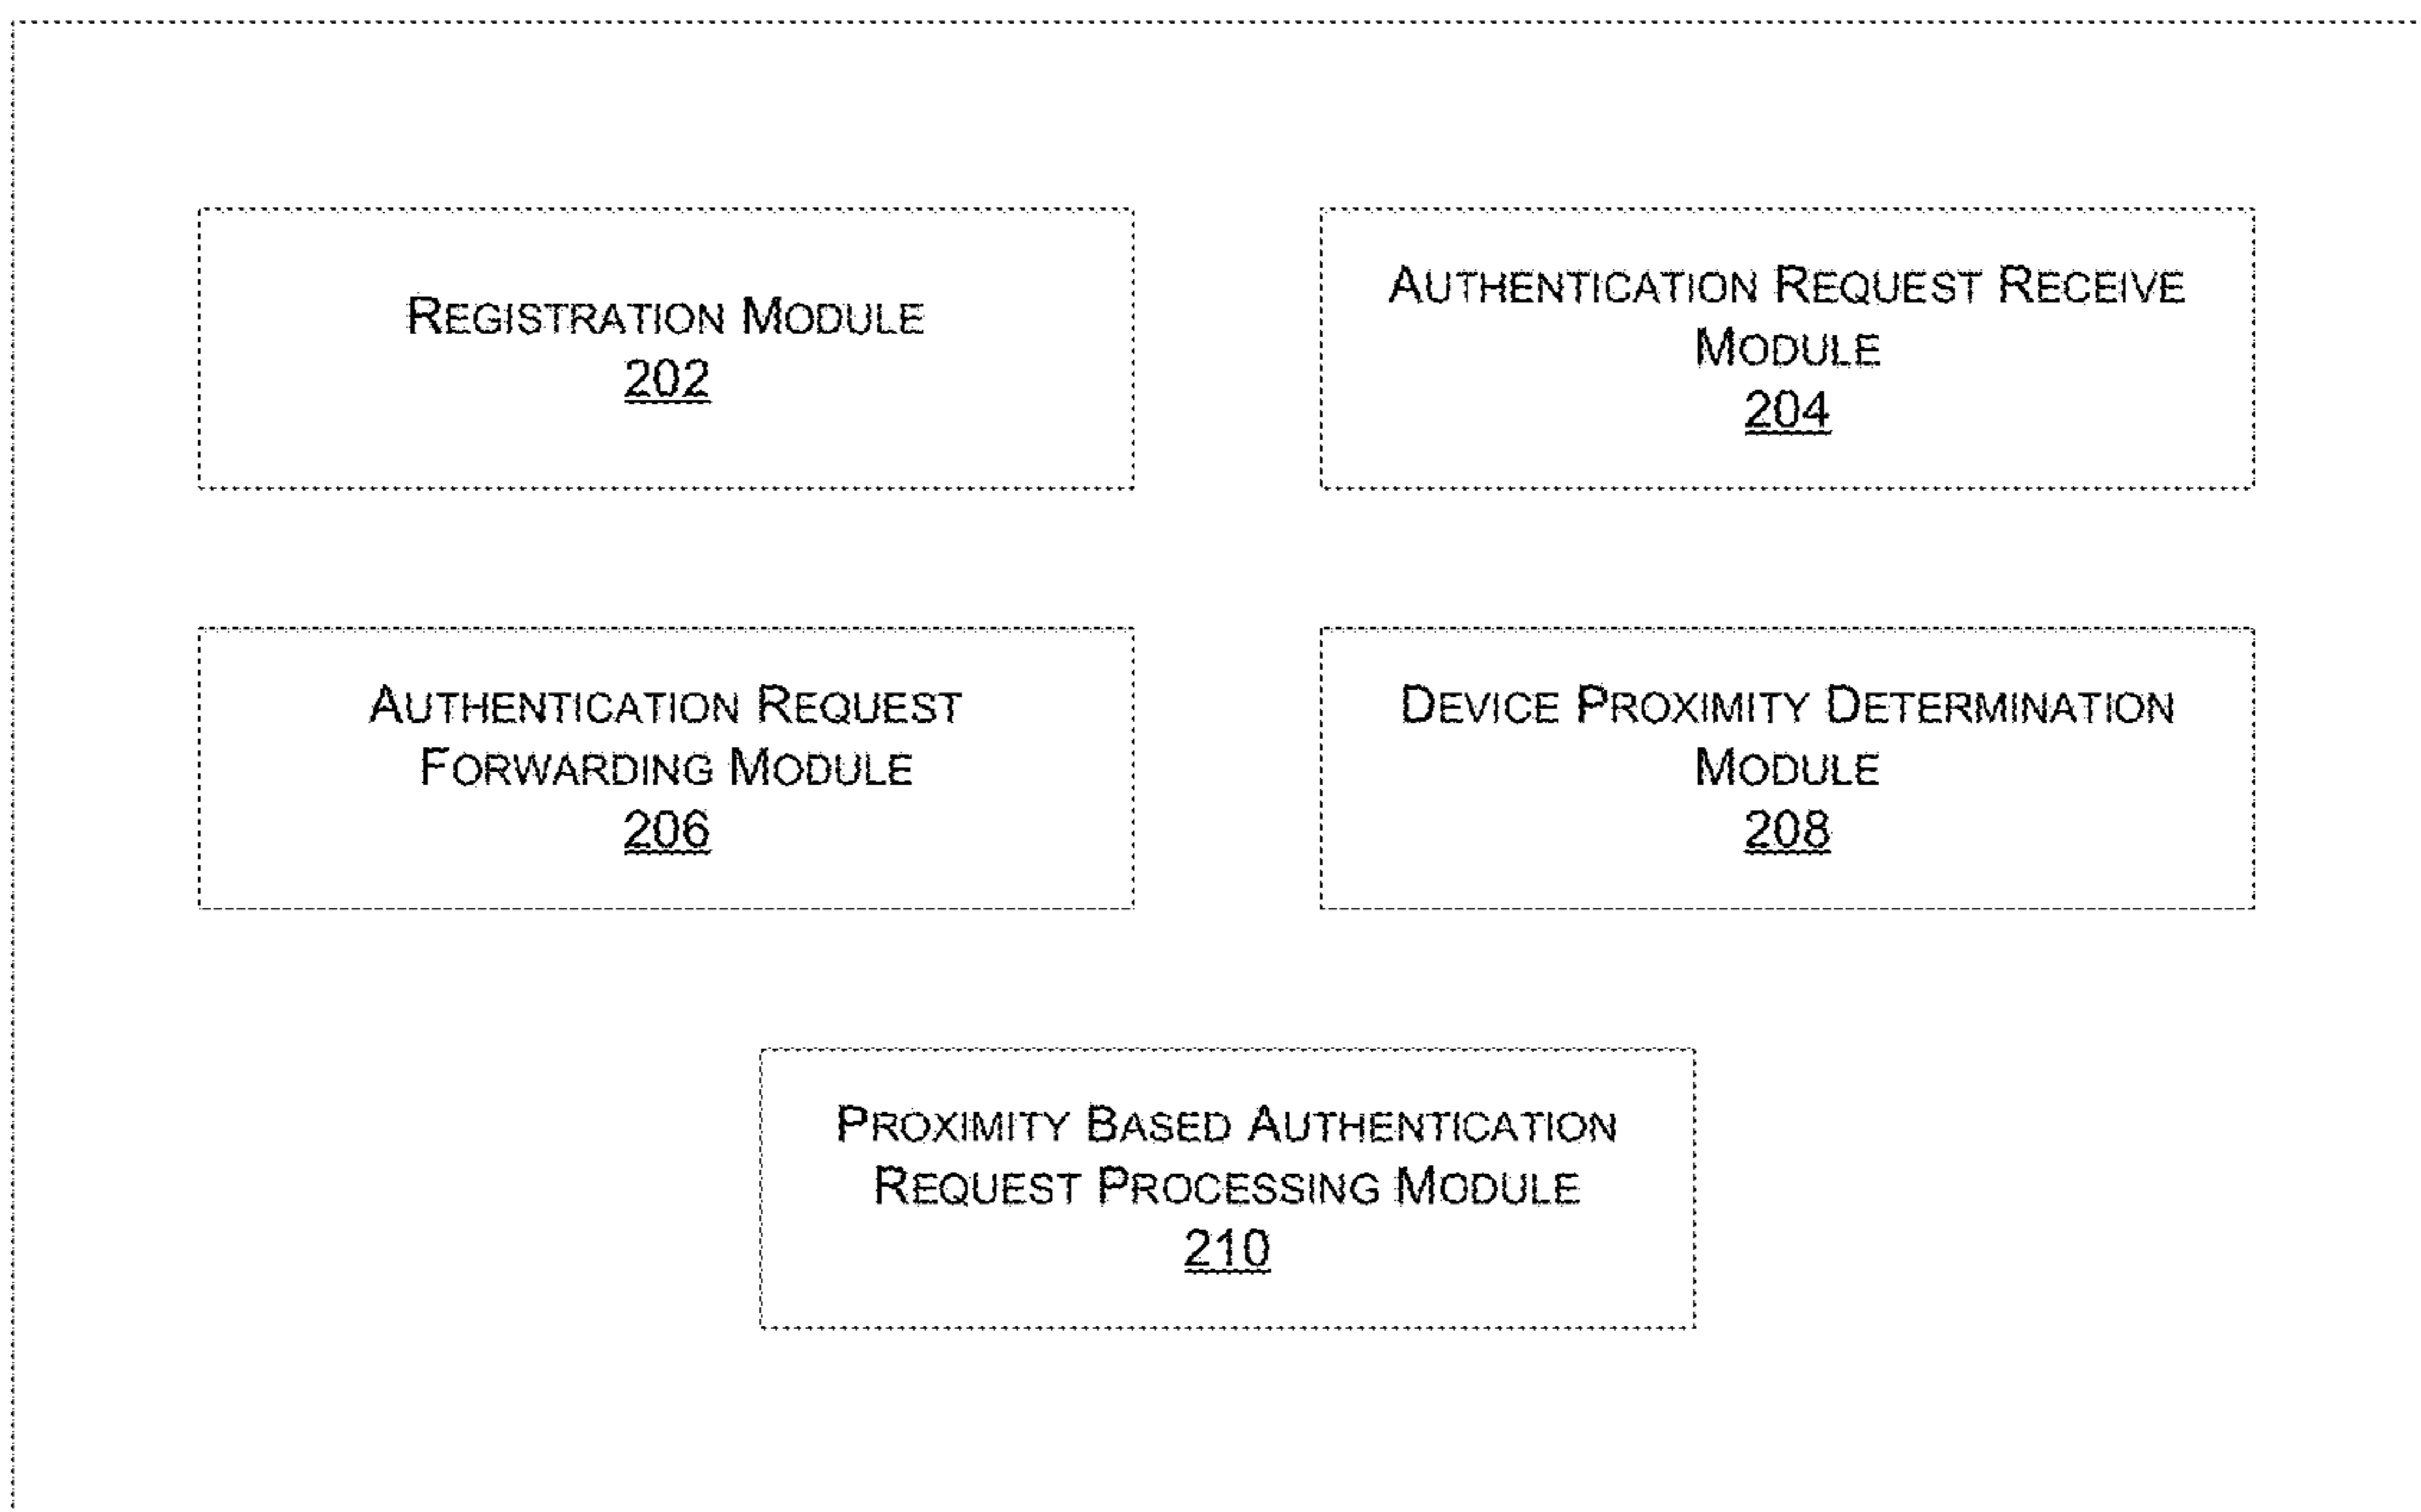 REGISTRATION MODULE
202
AUTHENTICATION REQUEST RECEIVE
MODULE
204
AUTHENTICATION REQUEST
FORWARDING MODULE
206
DEVICE PROXIMITY DETERMINATION
MODULE
208
PROXIMITY BASED AUTHENTICATION
REQUEST PROCESSING MODULE
210